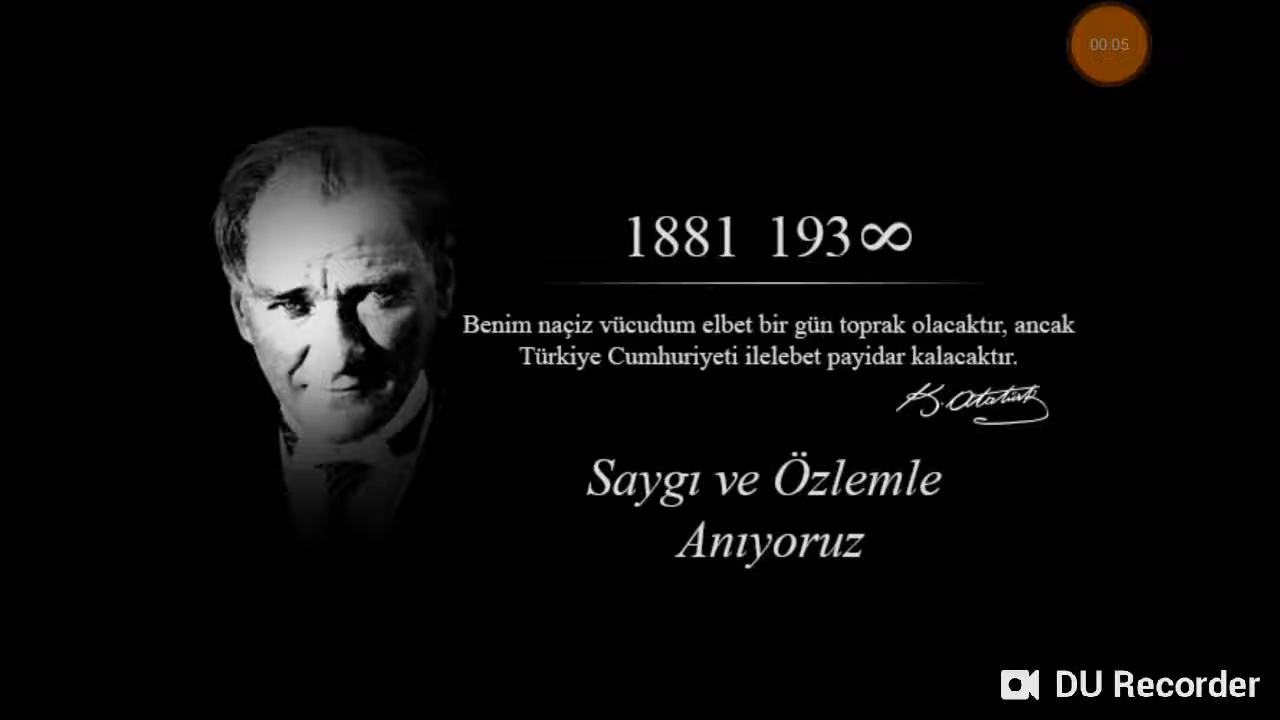 00:05
1881 193∞
Benim naçiz vücudum elbet bir gün toprak olacaktır, ancak
Türkiye Cumhuriyeti ilelebet payidar kalacaktır.
K. Atatürk
Saygı ve Özlemle
Anıyoruz
DU Recorder